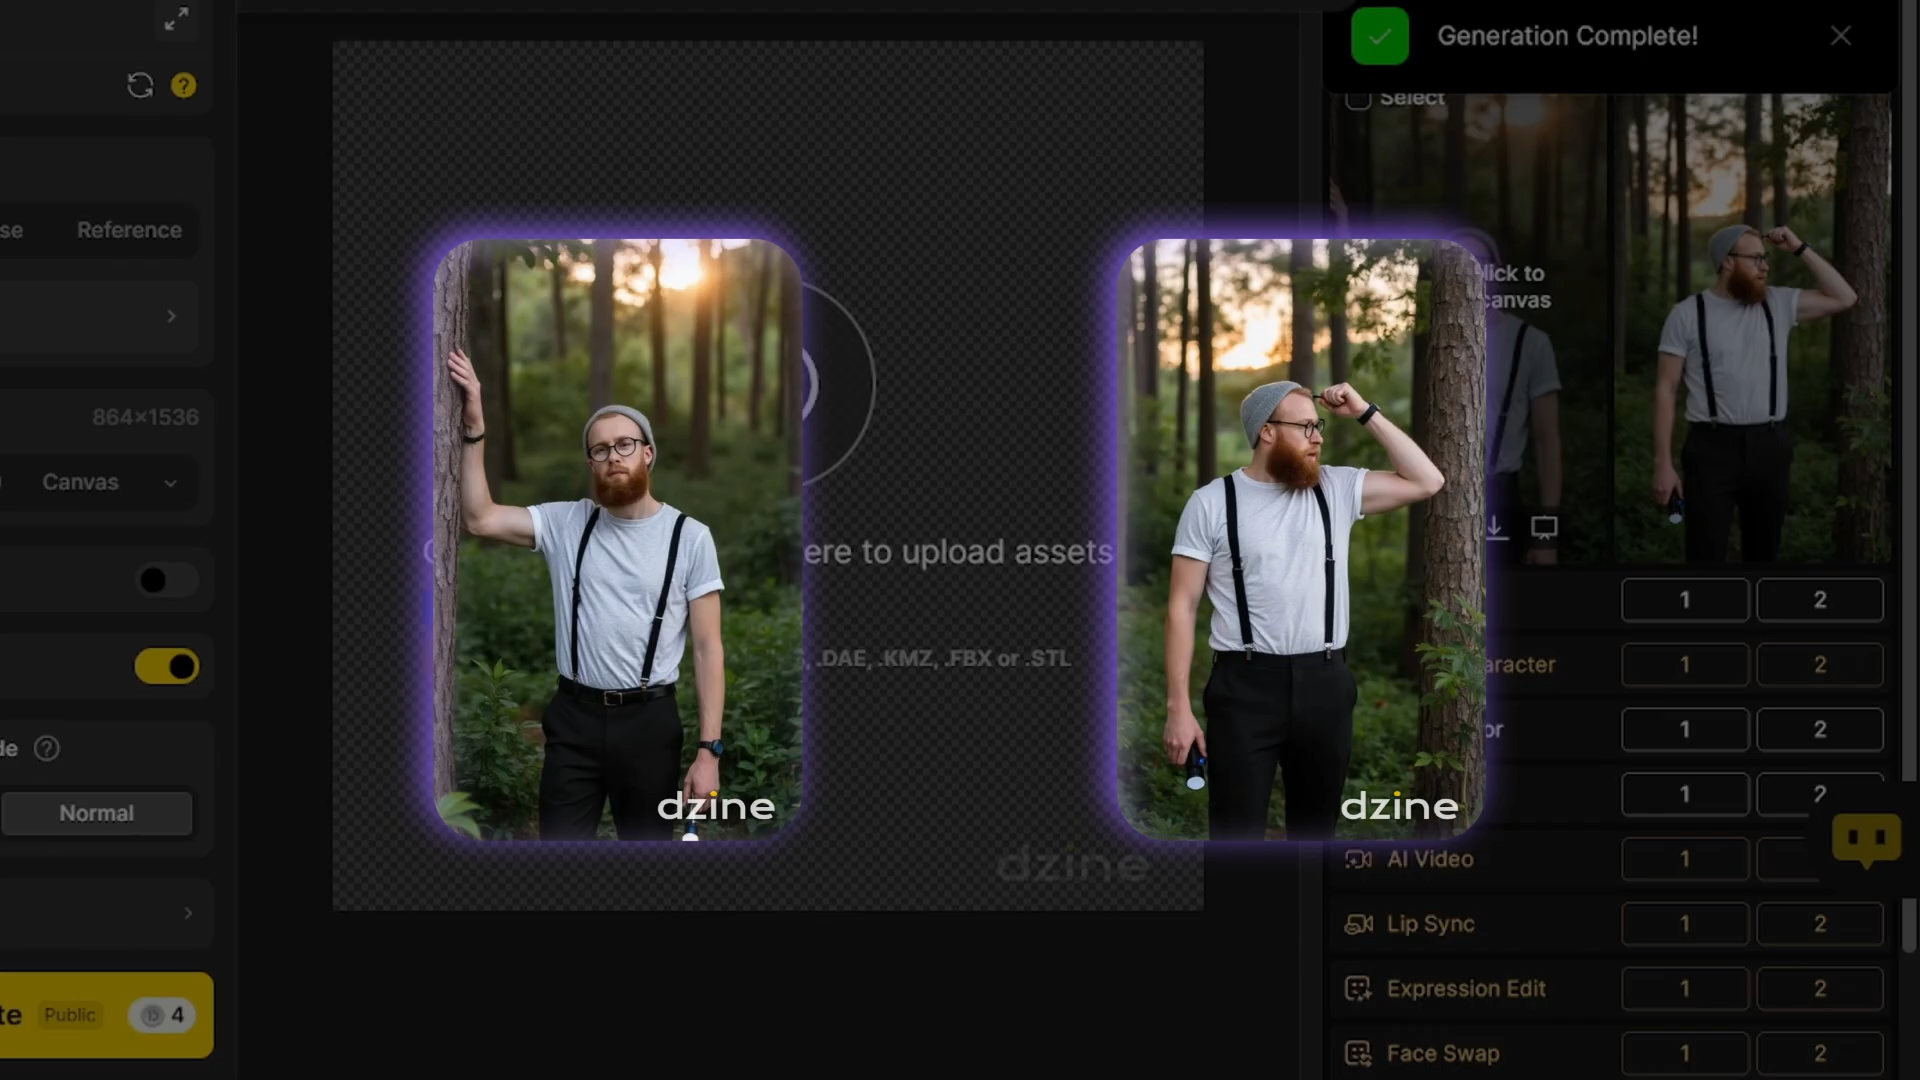 Generation Complete!
Select
Reference
lick to
canvas
864×1536
Canvas
ere to upload assets
.DAE, .KMZ, .FBX or .STL
Normal
dzine
dzine
dzine
Public
4
1 2
aracter 1 2
or 1 2
1 2
AI Video 1
Lip Sync 1 2
Expression Edit 1 2
Face Swap 1 2